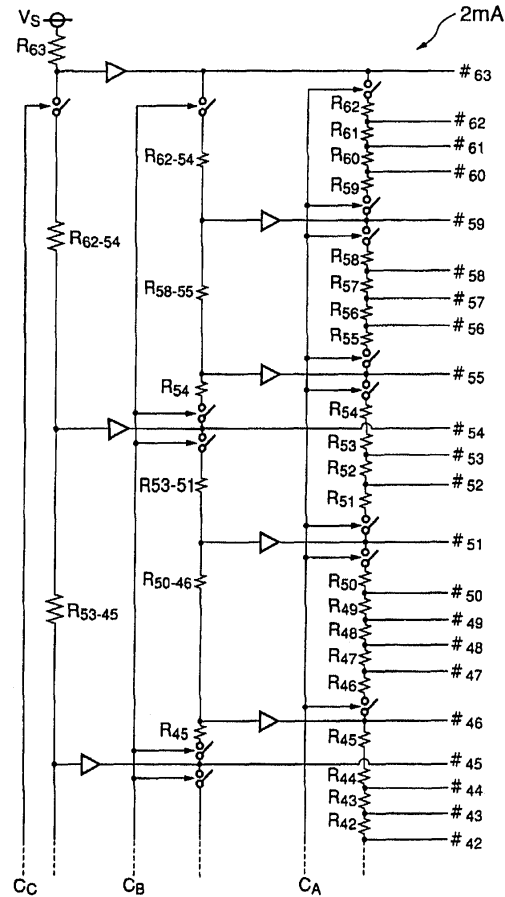 2mA
VS
R63
#63
R62
#62
R61
#61
R60
#60
R62-54
R59
#59
R62-54
R58
#58
R57
#57
R58-55
R56
#56
R55
#55
R54
R54
#54
R53
#53
R52
#52
R53-51
R51
#51
R50-46
R50
#50
R49
#49
R53-45
R48
#48
R47
#47
R46
#46
R45
R45
#45
R44
#44
R43
#43
R42
#42
CC
CB
CA